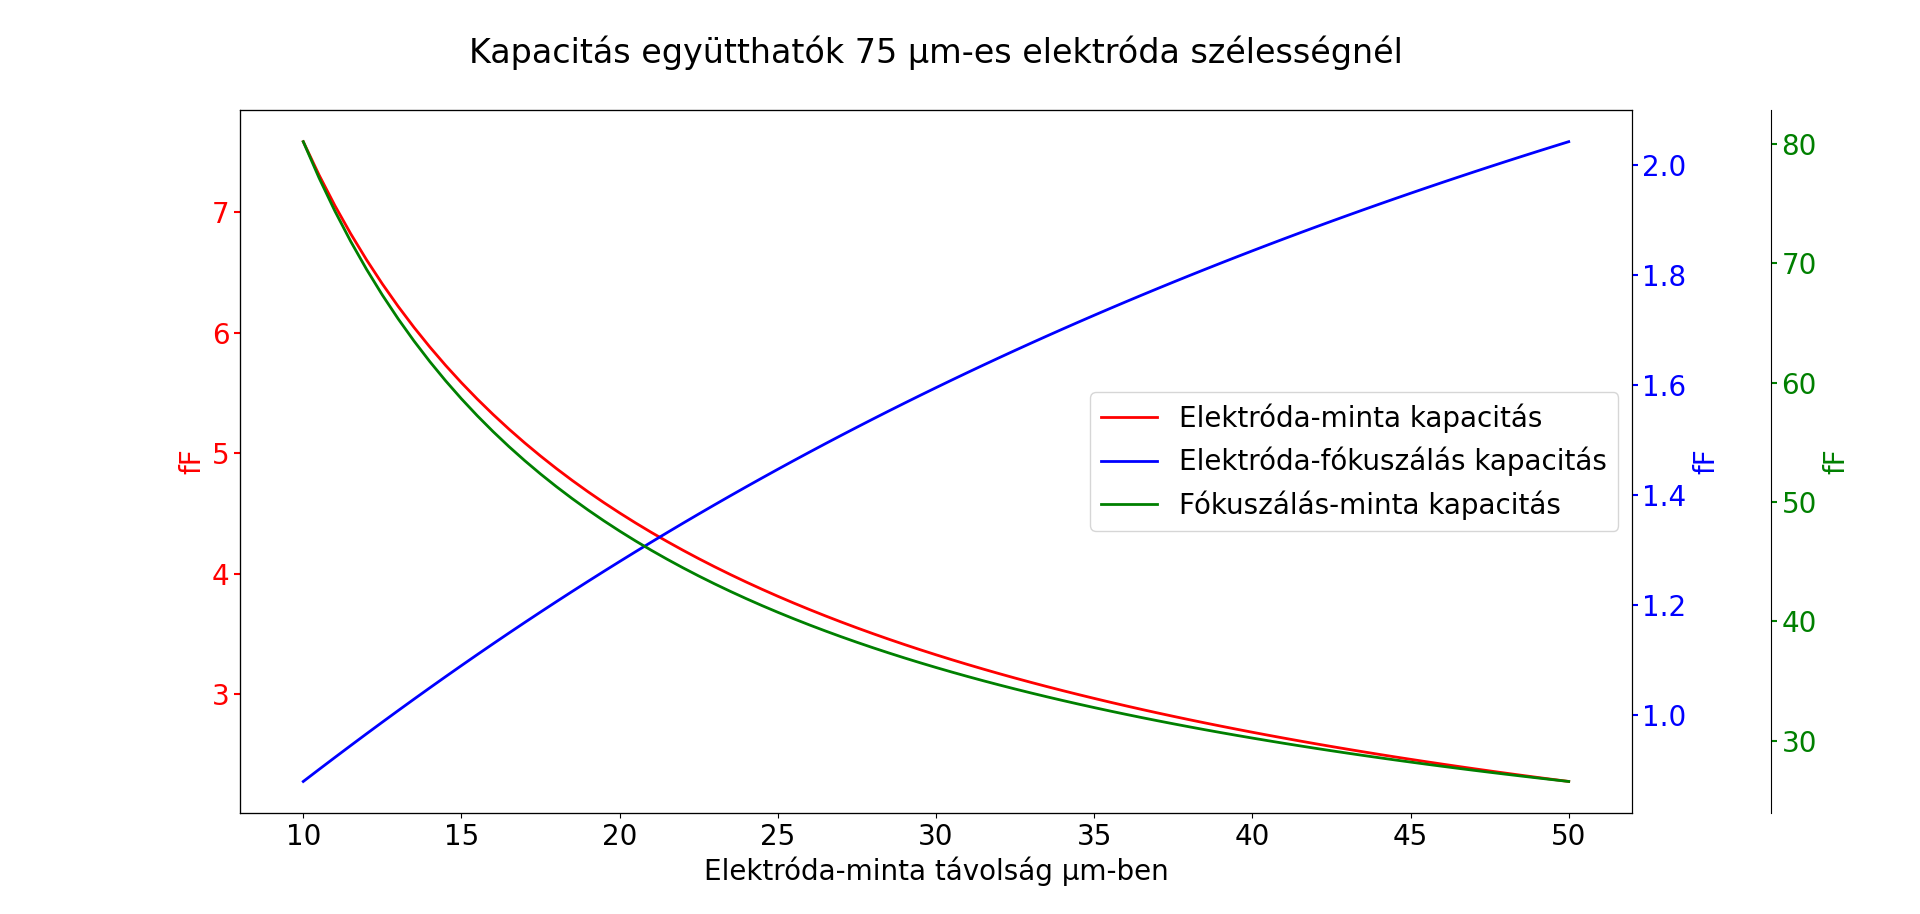 Kapacitás együtthatók 75 µm-es elektróda szélességnél
7
6
5
4
3
fF
2.0
1.8
1.6
1.4
1.2
1.0
fF
80
70
60
50
40
30
fF
Elektróda-minta kapacitás
Elektróda-fókuszálás kapacitás
Fókuszálás-minta kapacitás
10 15 20 25 30 35 40 45 50
Elektróda-minta távolság µm-ben